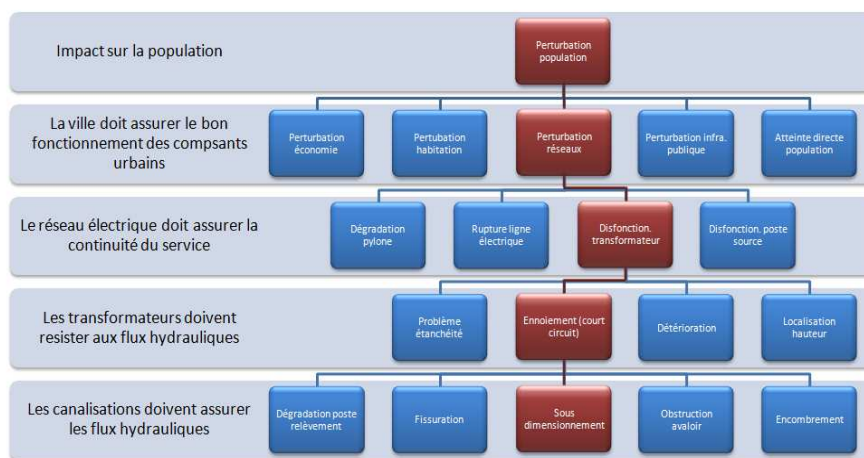 Impact sur la population
Perturbation
population
La ville doit assurer le bon
fonctionnement des compsants
urbains
Perturbation
économie
Pertubation
habitation
Perturbation
réseaux
Perturbation infra.
publique
Atteinte directe
population
Le réseau électrique doit assurer la
continuité du service
Dégradation
pylone
Rupture ligne
électrique
Disfonction.
transformateur
Disfonction. poste
source
Les transformateurs doivent
resister aux flux hydrauliques
Problème
étanchéité
Ennoiement (court
circuit)
Détérioration
Localisation
hauteur
Les canalisations doivent assurer
les flux hydrauliques
Dégradation poste
relèvement
Fissuration
Sous
dimensionnement
Obstruction
avaloir
Encombrement